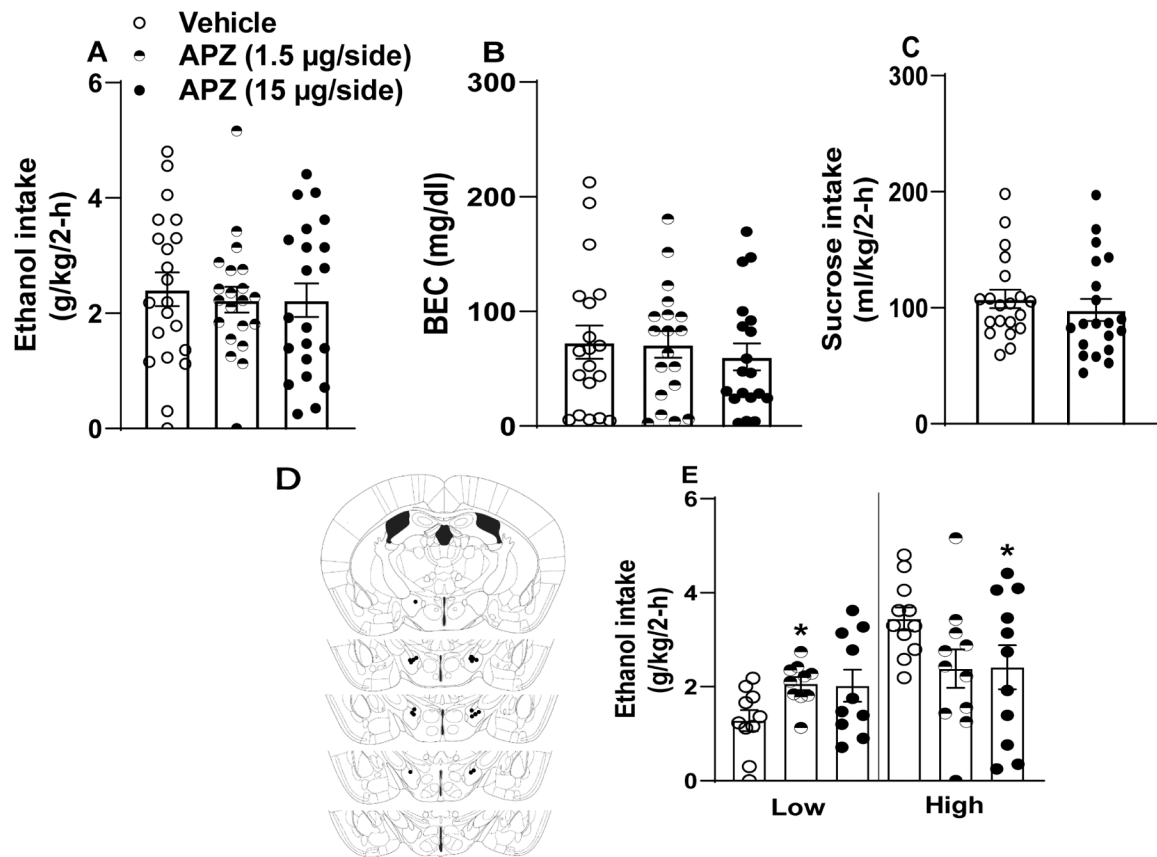 Vehicle
APZ (1.5 µg/side)
APZ (15 µg/side)
A
6
4
2
0
Ethanol intake
(g/kg/2-h)
B
300
200
100
0
BEC (mg/dl)
C
300
200
100
0
Sucrose intake
(ml/kg/2-h)
D
E
6
4
2
0
Ethanol intake
(g/kg/2-h)
*
*
Low
High